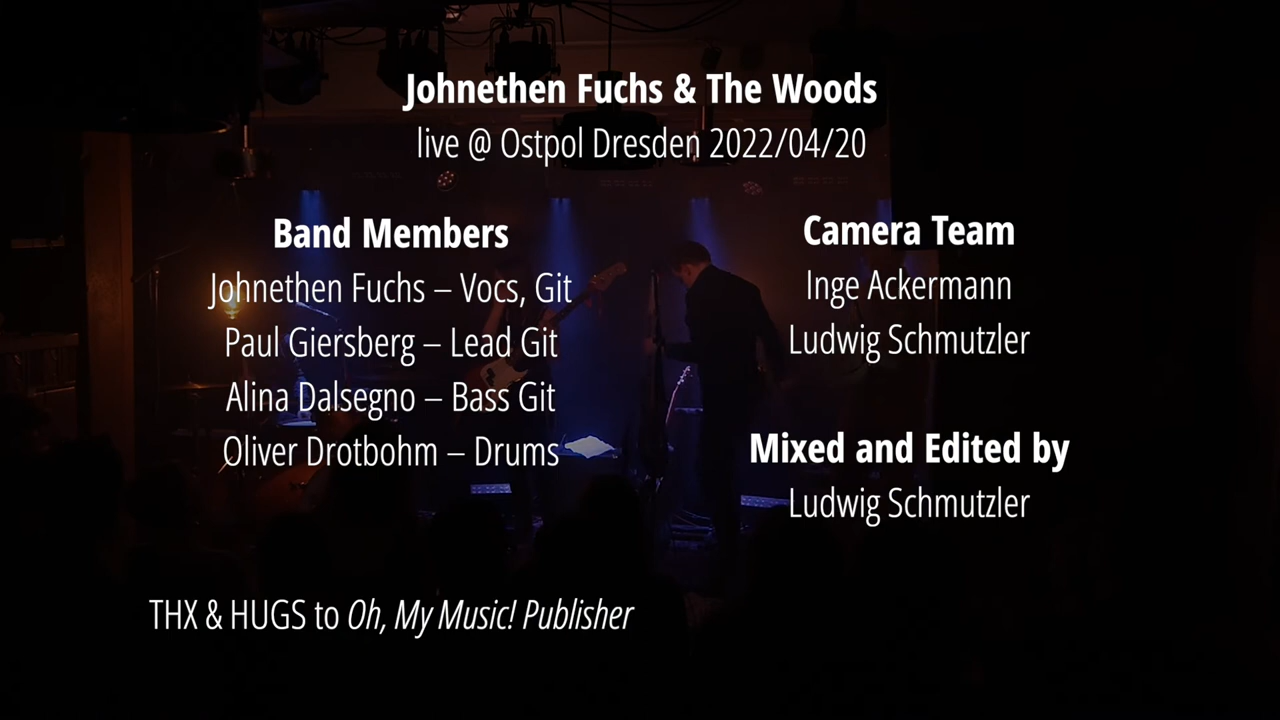 Johnethen Fuchs & The Woods
live @ Ostpol Dresden 2022/04/20
Band Members
Johnethen Fuchs – Vocs, Git
Paul Giersberg – Lead Git
Alina Dalsegno – Bass Git
Oliver Drotbohm – Drums
Camera Team
Inge Ackermann
Ludwig Schmutzler
Mixed and Edited by
Ludwig Schmutzler
THX & HUGS to Oh, My Music! Publisher